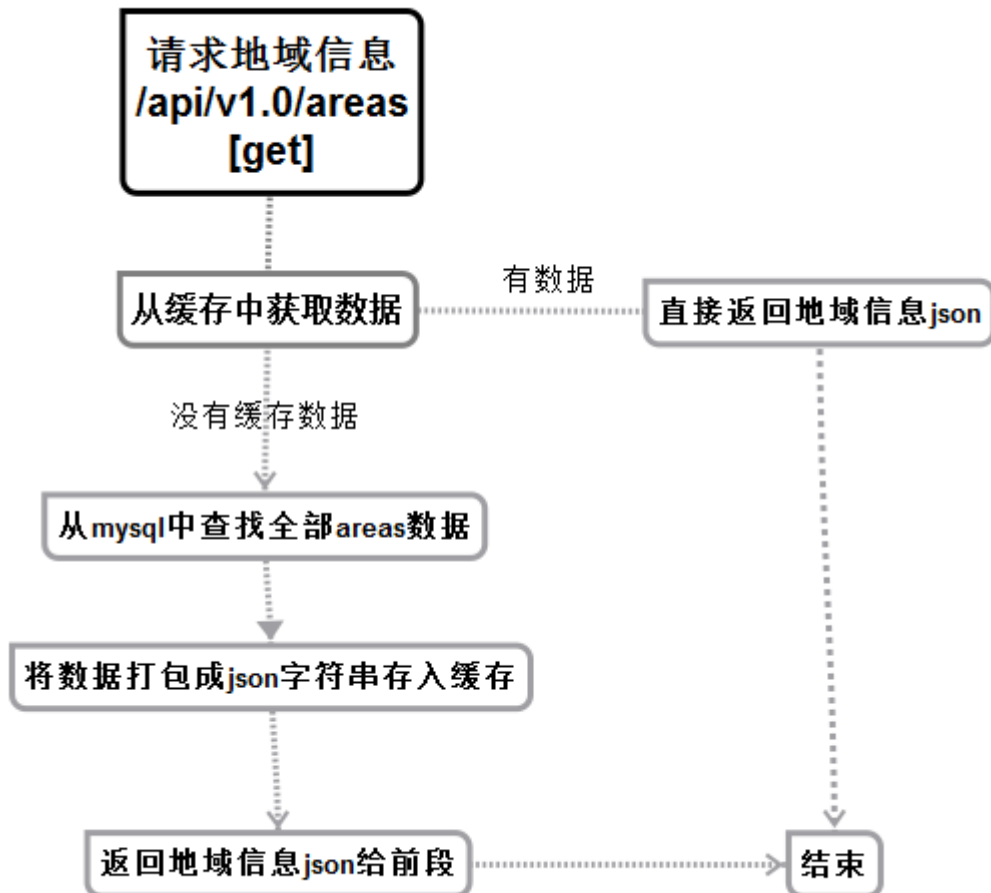 请求地域信息
/api/v1.0/areas
[get]
有数据
从缓存中获取数据
直接返回地域信息json
没有缓存数据
从mysql中查找全部areas数据
将数据打包成json字符串存入缓存
返回地域信息json给前段
结束